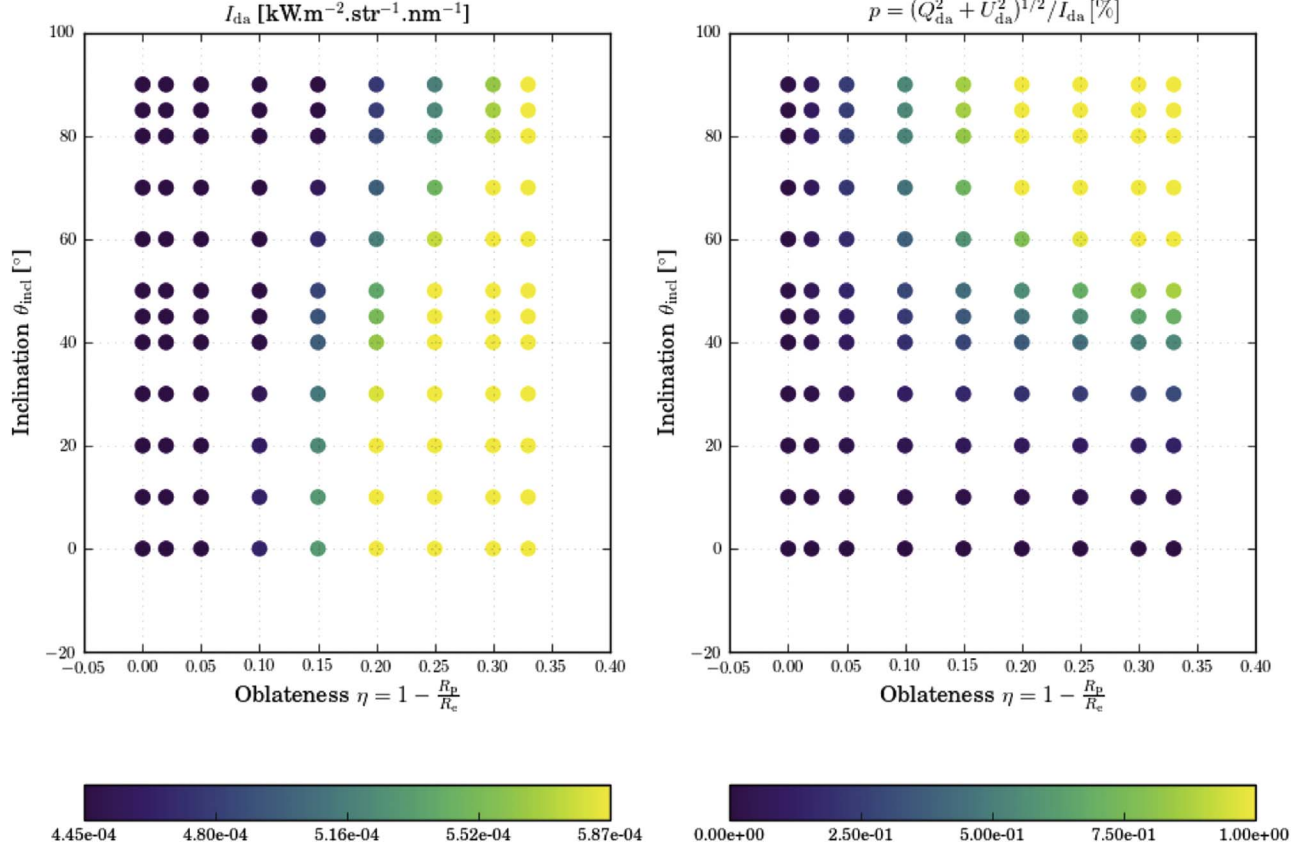 I_da [kW.m⁻².str⁻¹.nm⁻¹]
100
80
60
40
20
0
−20
−0.05 0.00 0.05 0.10 0.15 0.20 0.25 0.30 0.35 0.40
Inclination θ_incl [°]
Oblateness η = 1 − R_p/R_e
4.45e-04 4.80e-04 5.16e-04 5.52e-04 5.87e-04
p = (Q²_da + U²_da)^1/2/I_da [%]
100
80
60
40
20
0
−20
−0.05 0.00 0.05 0.10 0.15 0.20 0.25 0.30 0.35 0.40
Inclination θ_incl [°]
Oblateness η = 1 − R_p/R_e
0.00e+00 2.50e-01 5.00e-01 7.50e-01 1.00e+00